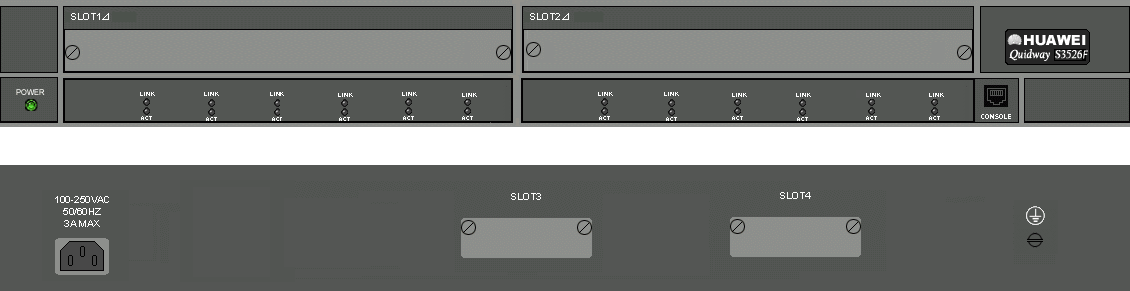 SLOT1
SLOT2
HUAWEI
Quidway S3526F
POWER
LINK LINK LINK LINK LINK LINK LINK LINK LINK LINK LINK LINK
ACT ACT ACT ACT ACT ACT ACT ACT ACT ACT ACT ACT
CONSOLE
100-250VAC
50/60HZ
3A MAX
SLOT3
SLOT4